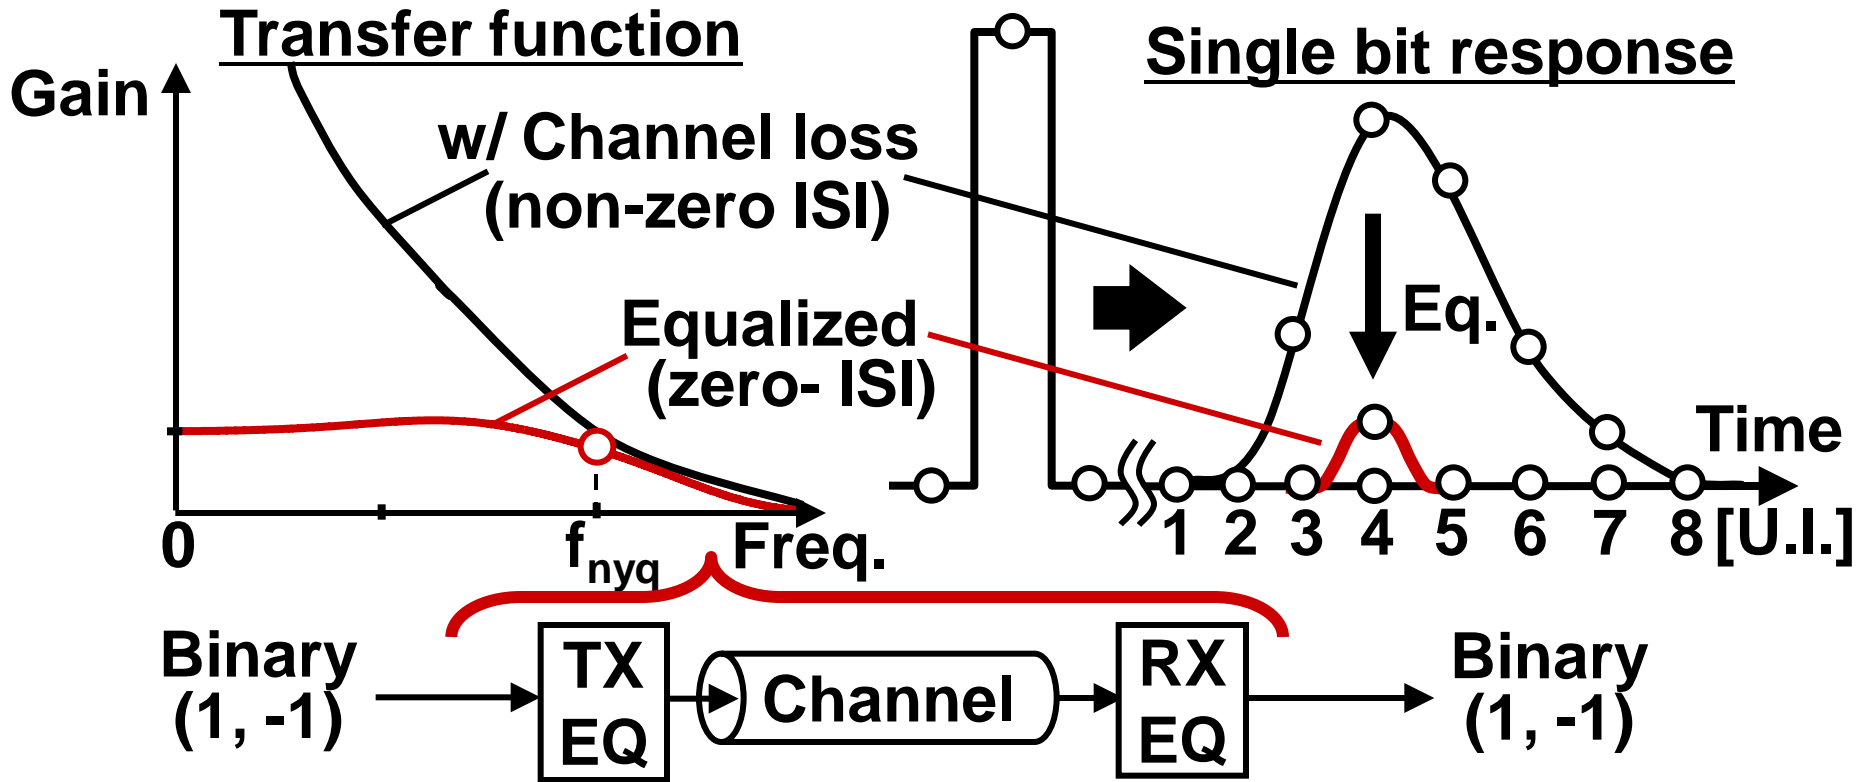 Transfer function
Gain
w/ Channel loss
(non-zero ISI)
Equalized
(zero- ISI)
0
f nyq
Freq.
Single bit response
Eq.
Time
1 2 3 4 5 6 7 8 [U.I.]
Binary
(1, -1)
TX
EQ
Channel
RX
EQ
Binary
(1, -1)